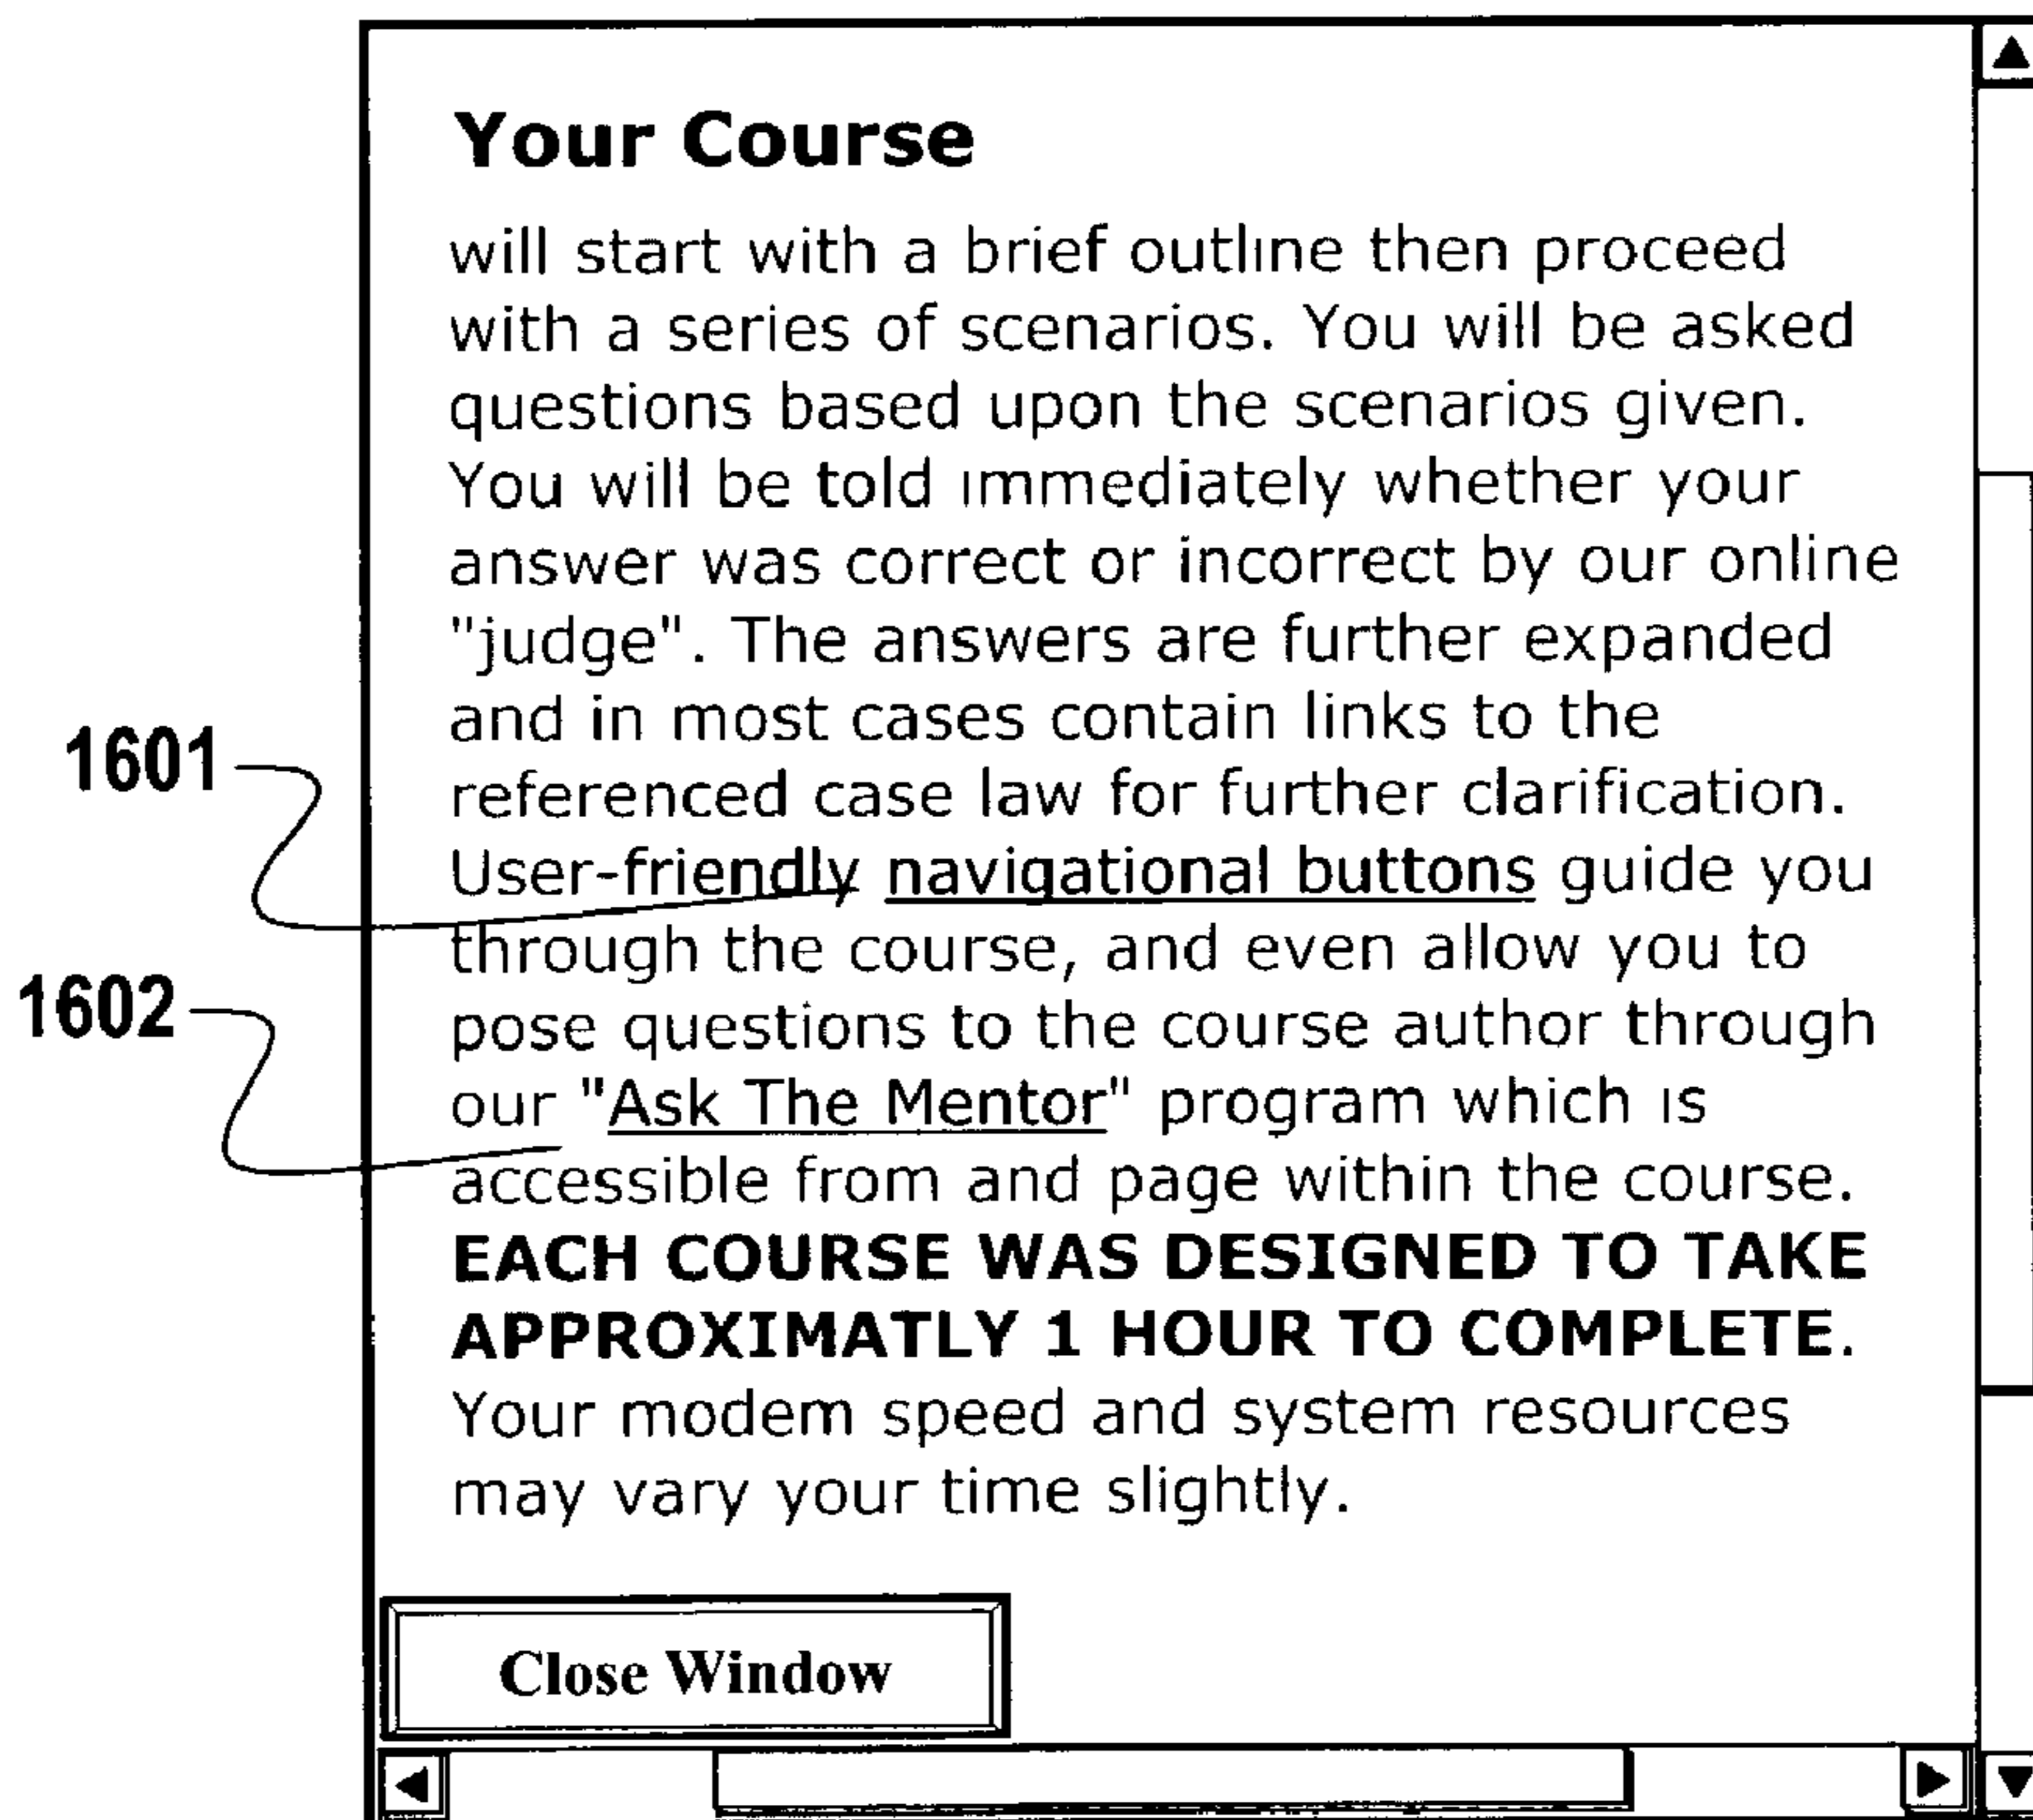 Your Course
will start with a brief outline then proceed
with a series of scenarios. You will be asked
questions based upon the scenarios given.
You will be told immediately whether your
answer was correct or incorrect by our online
"judge". The answers are further expanded
and in most cases contain links to the
1601
referenced case law for further clarification.
User-friendly navigational buttons guide you
through the course, and even allow you to
1602
pose questions to the course author through
our "Ask The Mentor" program which is
accessible from and page within the course.
EACH COURSE WAS DESIGNED TO TAKE
APPROXIMATLY 1 HOUR TO COMPLETE.
Your modem speed and system resources
may vary your time slightly.
Close Window